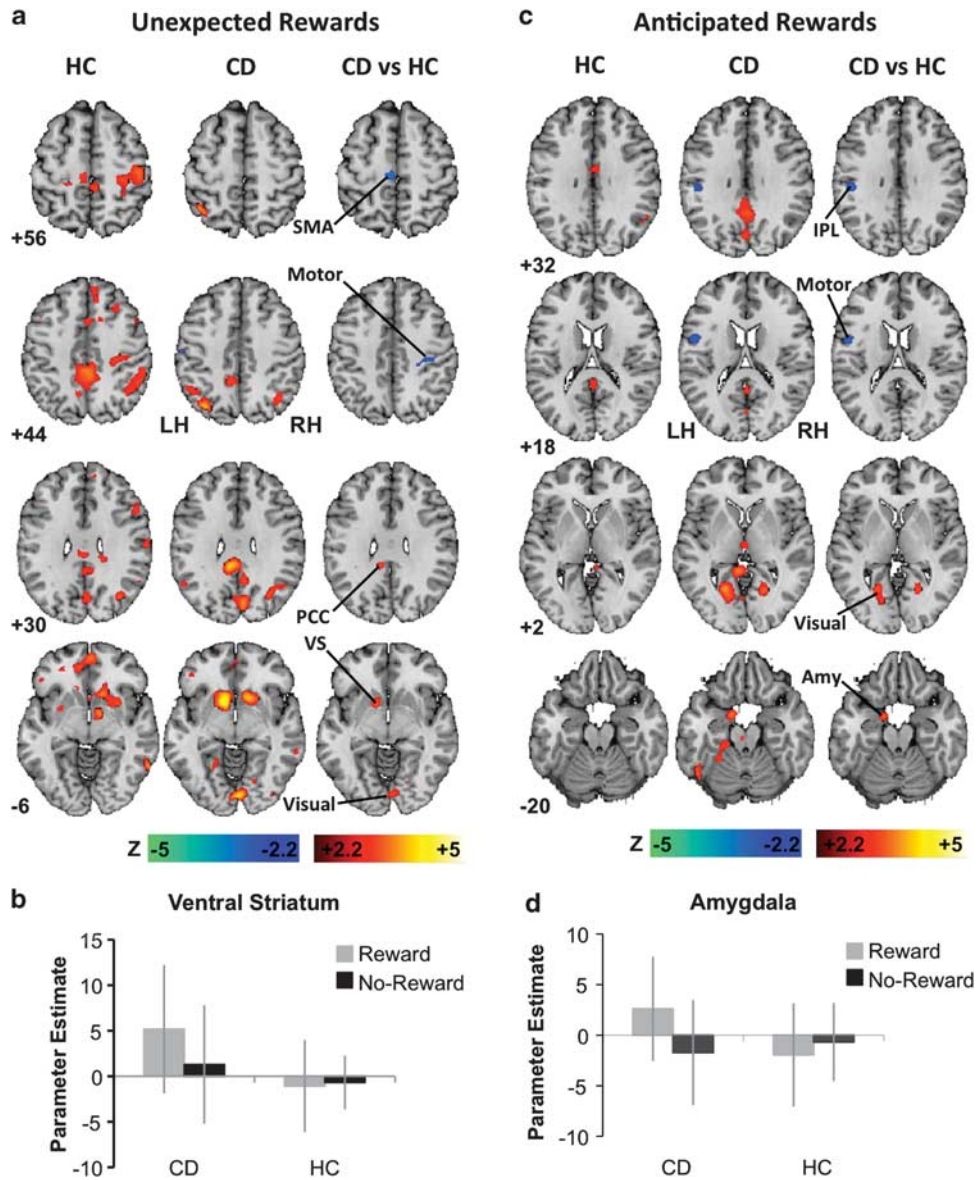 a
Unexpected Rewards
HC CD CD vs HC
SMA
+56
Motor
+44
LH RH
PCC
+30
VS
Visual
-6
Z -5 -2.2 +2.2 +5
c
Anticipated Rewards
HC CD CD vs HC
IPL
+32
Motor
LH RH
+18
Visual
+2
Amy
-20
Z -5 -2.2 +2.2 +5
b
Ventral Striatum
Parameter Estimate
15
10
5
0
-5
-10
Reward
No-Reward
CD HC
d
Amygdala
Parameter Estimate
10
5
0
-5
-10
Reward
No-Reward
CD HC